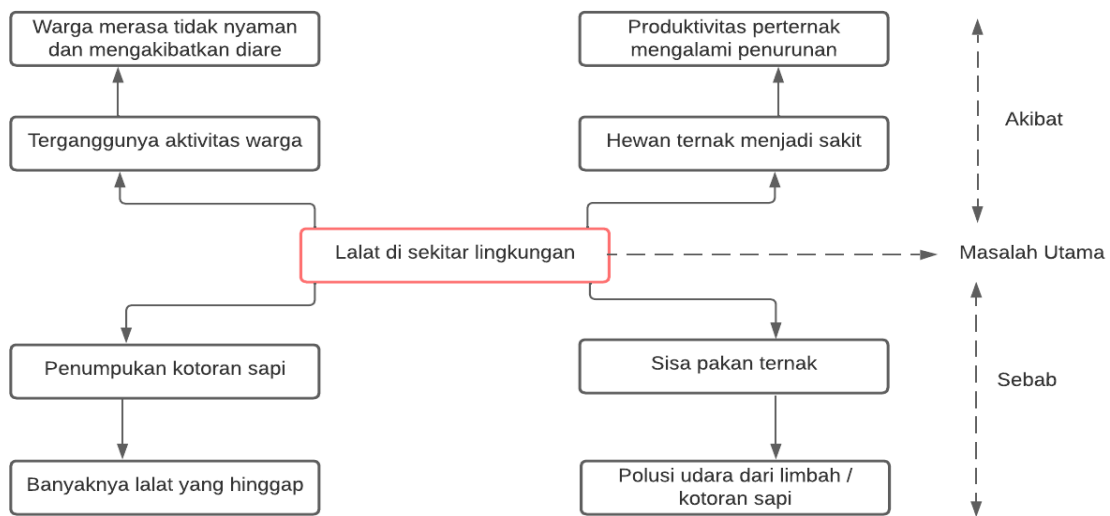 Warga merasa tidak nyaman
dan mengakibatkan diare
Produktivitas perternak
mengalami penurunan
Akibat
Terganggunya aktivitas warga
Hewan ternak menjadi sakit
Lalat di sekitar lingkungan
Masalah Utama
Penumpukan kotoran sapi
Sisa pakan ternak
Sebab
Banyaknya lalat yang hinggap
Polusi udara dari limbah /
kotoran sapi